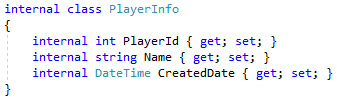 internal class PlayerInfo
{
    internal int PlayerId { get; set; }
    internal string Name { get; set; }
    internal DateTime CreatedDate { get; set; }
}